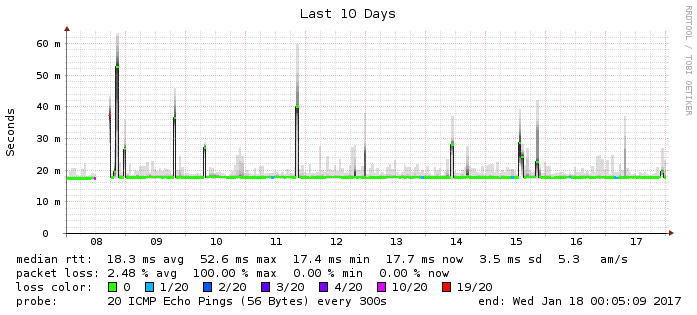 Last 10 Days
RRDTOOL / TOBI OETIKER
Seconds
60 m
50 m
40 m
30 m
20 m
10 m
0
08 09 10 11 12 13 14 15 16 17
median rtt: 18.3 ms avg 52.6 ms max 17.4 ms min 17.7 ms now 3.5 ms sd 5.3 am/s
packet loss: 2.48 % avg 100.00 % max 0.00 % min 0.00 % now
loss color: 0 1/20 2/20 3/20 4/20 10/20 19/20
probe: 20 ICMP Echo Pings (56 Bytes) every 300s end: Wed Jan 18 00:05:09 2017